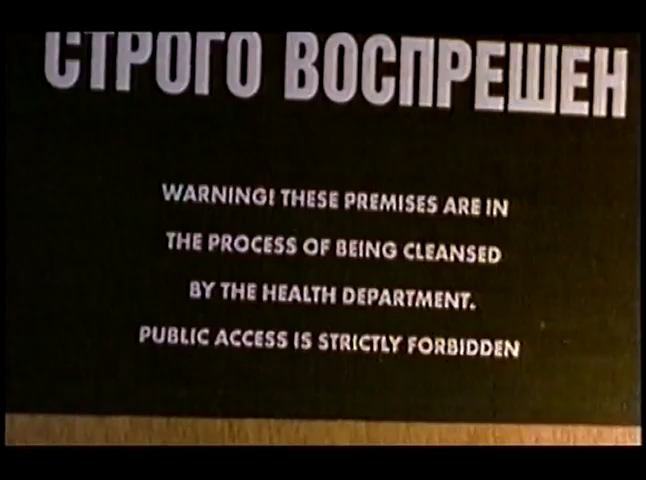 СТРОГО ВОСПРЕШЕН
WARNING! THESE PREMISES ARE IN
THE PROCESS OF BEING CLEANSED
BY THE HEALTH DEPARTMENT.
PUBLIC ACCESS IS STRICTLY FORBIDDEN